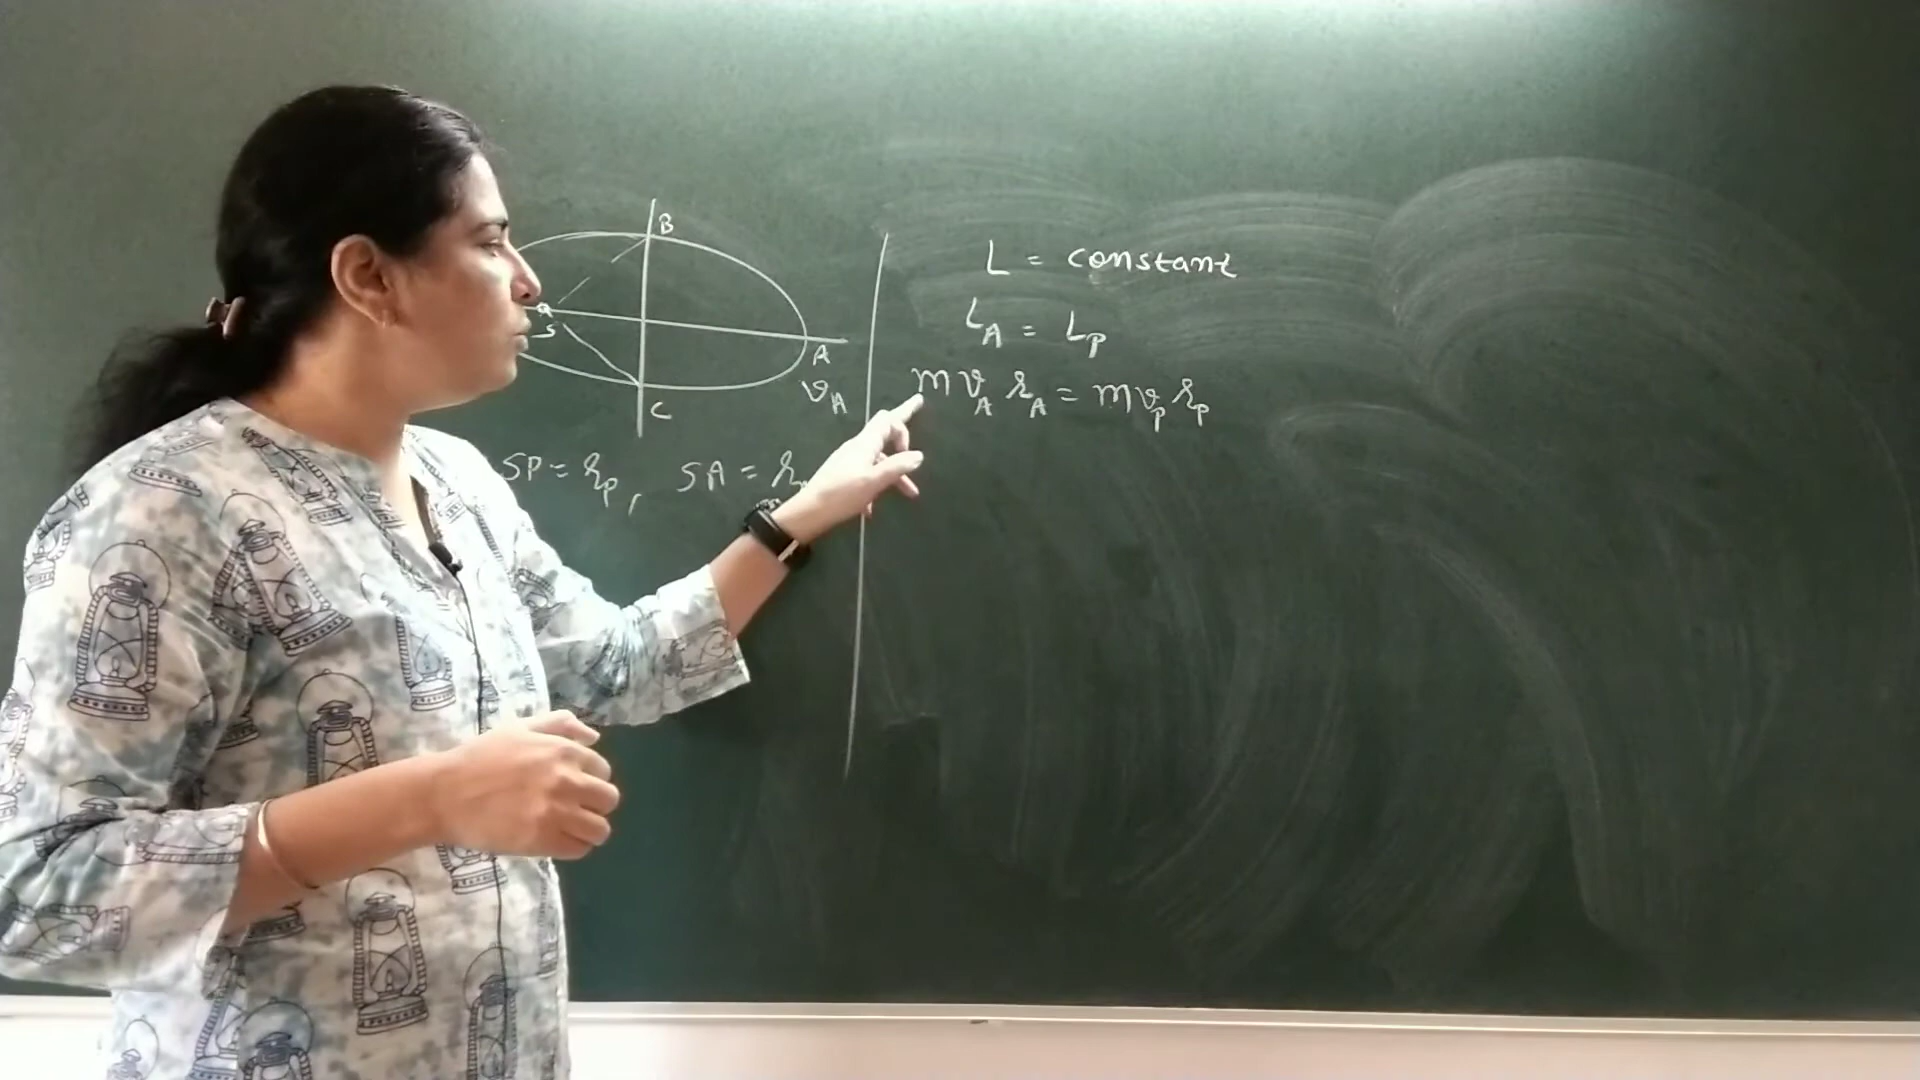 B
S
A
v_A
C
SP = r_p, SA = r
L = constant
L_A = L_p
m v_A r_A = m v_p r_p